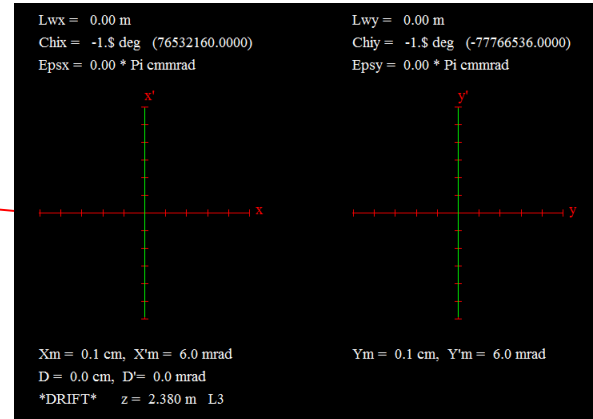 Lwx =   0.00 m
Chix =   -1.$ deg   (76532160.0000)
Epsx =  0.00 * Pi cmmrad
x'
x
Xm =  0.1 cm,  X'm =  6.0 mrad
D =  0.0 cm,  D'=  0.0 mrad
*DRIFT*      z =  2.380 m   L3
Lwy =   0.00 m
Chiy =   -1.$ deg   (-77766536.0000)
Epsy =  0.00 * Pi cmmrad
y'
y
Ym =  0.1 cm,  Y'm =  6.0 mrad